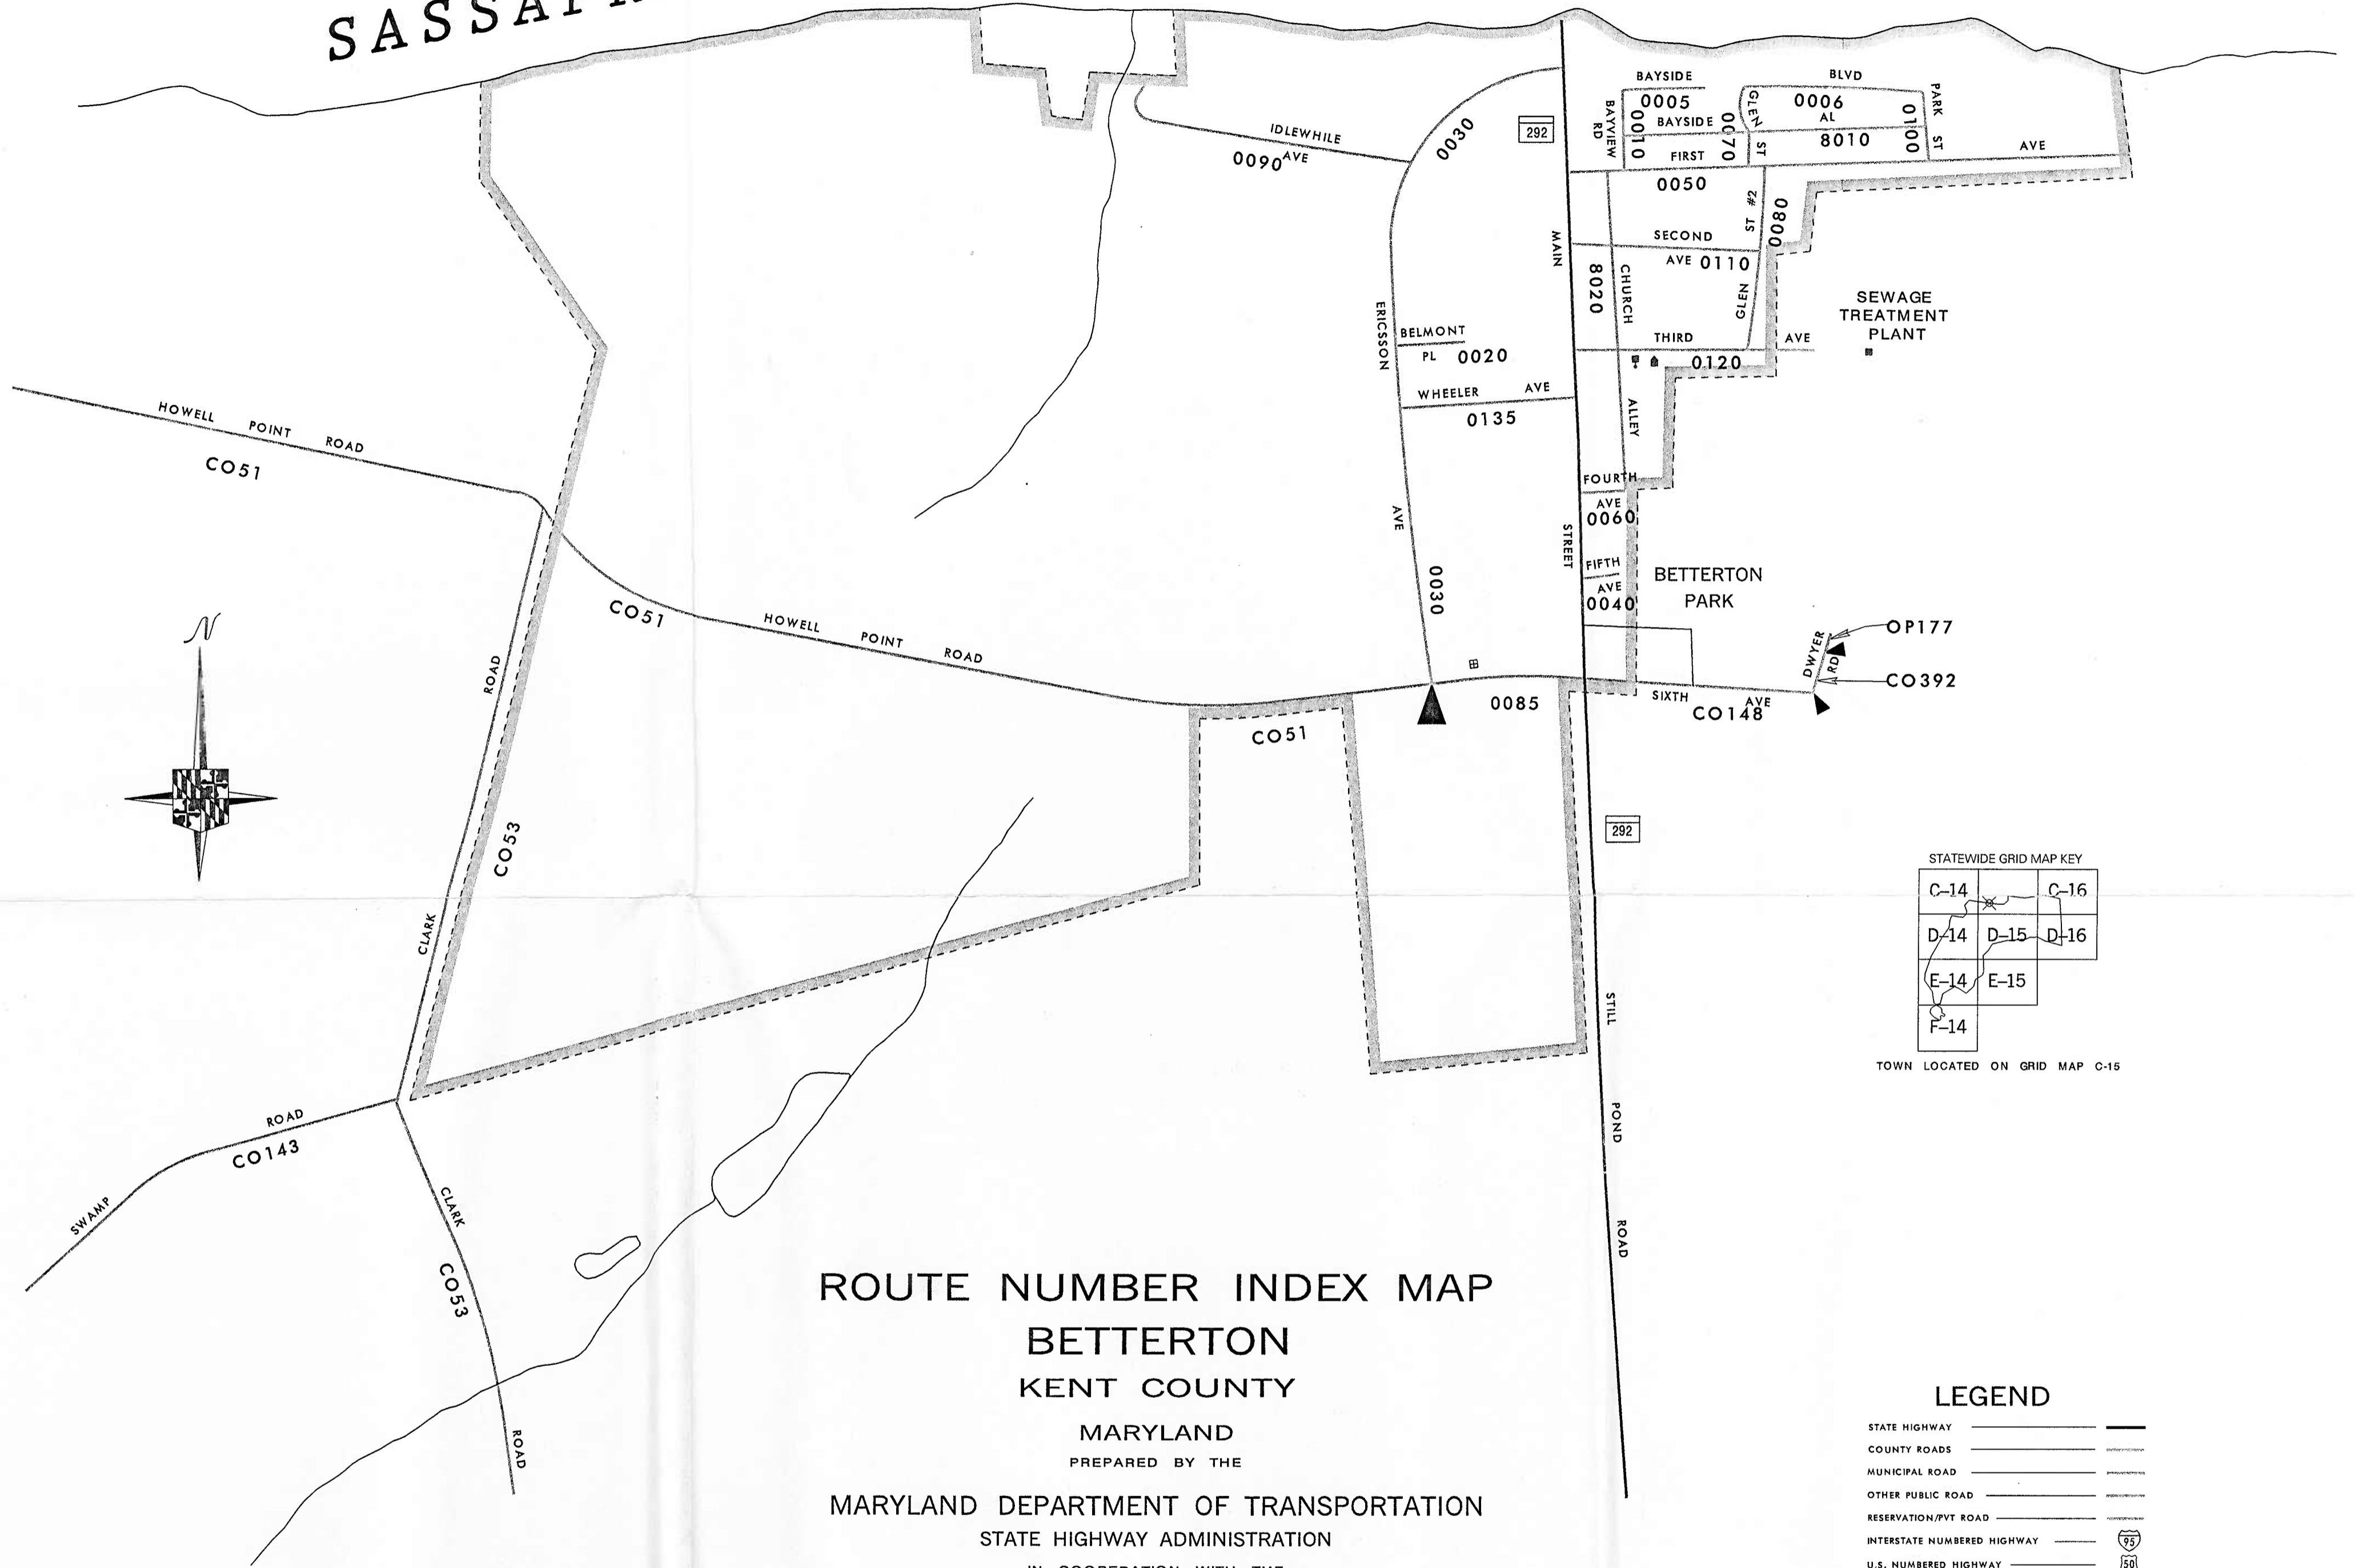 BAYSIDE BLVD
0005
0006
GLEN ST
PARK ST
BAYVIEW RD
0010
BAYSIDE AL
0070
8010
0100
FIRST AVE
0050
IDLEWHILE AVE
0090
0030
292
MAIN STREET
ST #2
0080
SECOND AVE
0110
GLEN
8020
CHURCH ALLEY
SEWAGE
TREATMENT
PLANT
ERICSSON AVE
BELMONT PL
0020
THIRD AVE
0120
WHEELER AVE
0135
HOWELL POINT ROAD
CO51
FOURTH
AVE
0060
FIFTH
AVE
0040
BETTERTON
PARK
0030
CO51
HOWELL POINT ROAD
DWYER RD
OP177
CO392
0085
SIXTH AVE
CO148
CO51
N
CLARK ROAD
CO53
292
STATEWIDE GRID MAP KEY
C-14 C-16
D-14 D-15 D-16
E-14 E-15
F-14
TOWN LOCATED ON GRID MAP C-15
STILL POND ROAD
SWAMP ROAD
CO143
CLARK ROAD
CO53
ROUTE NUMBER INDEX MAP
BETTERTON
KENT COUNTY
MARYLAND
PREPARED BY THE
MARYLAND DEPARTMENT OF TRANSPORTATION
STATE HIGHWAY ADMINISTRATION
IN COOPERATION WITH THE
LEGEND
STATE HIGHWAY
COUNTY ROADS
MUNICIPAL ROAD
OTHER PUBLIC ROAD
RESERVATION/PVT ROAD
INTERSTATE NUMBERED HIGHWAY 95
U.S. NUMBERED HIGHWAY 50